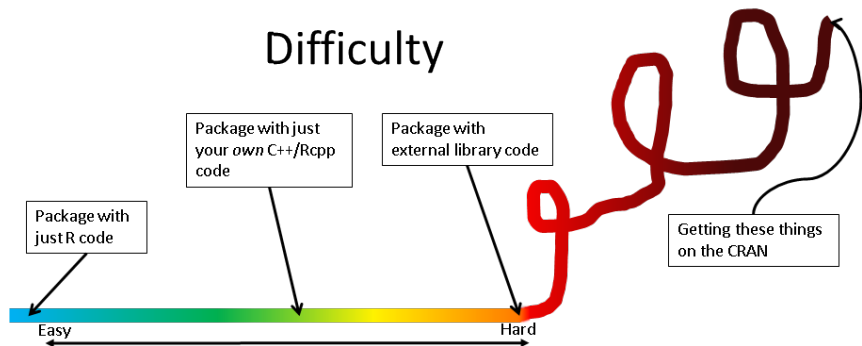 Difficulty
Package with just
your own C++/Rcpp
code
Package with
external library code
Package with
just R code
Getting these things
on the CRAN
Easy
Hard